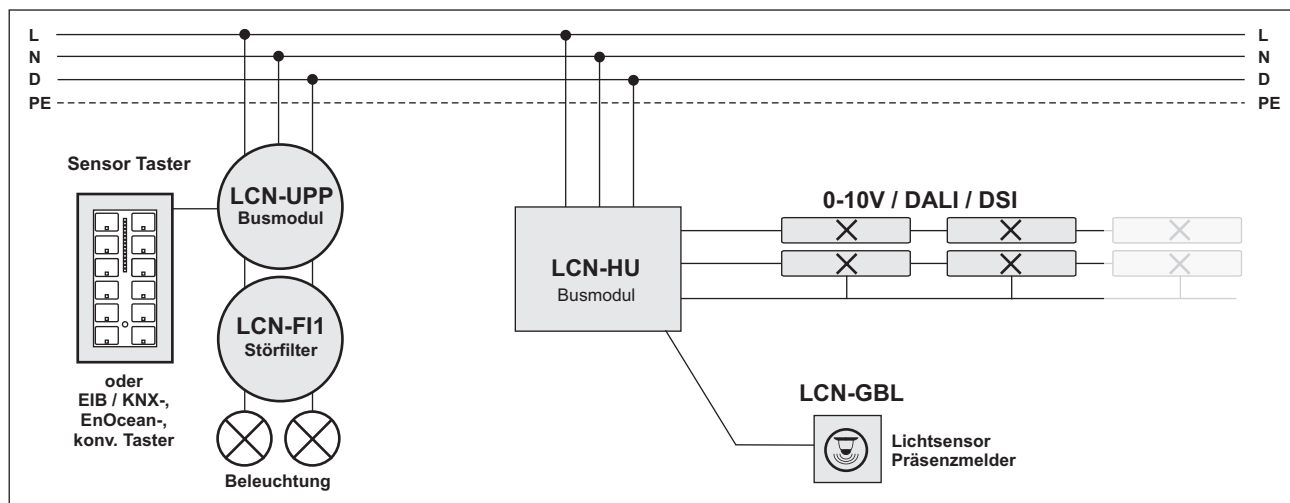 L
N
D
PE
L
N
D
PE
Sensor Taster
LCN-UPP
Busmodul
LCN-FI1
Störfilter
oder
EIB / KNX-,
EnOcean-,
konv. Taster
Beleuchtung
LCN-HU
Busmodul
0-10V / DALI / DSI
LCN-GBL
Lichtsensor
Präsenzmelder